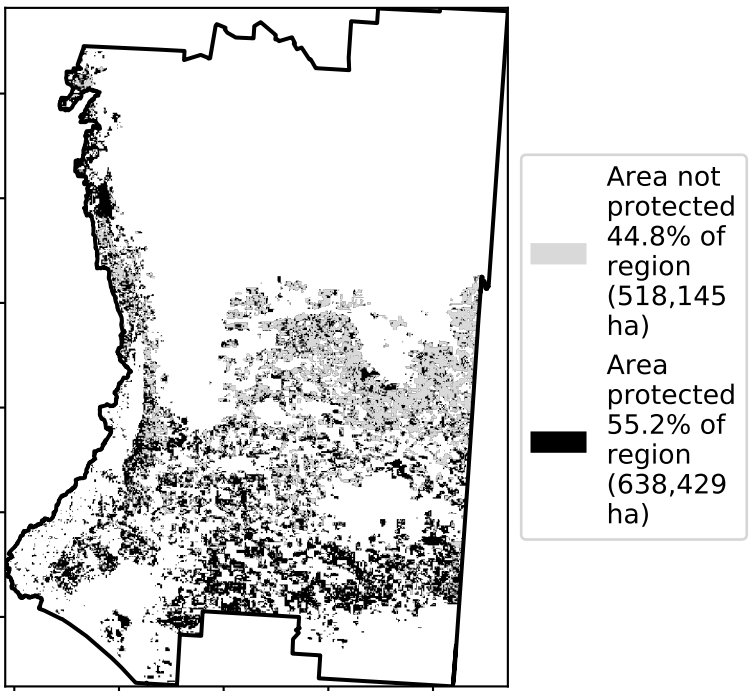 Area not
protected
44.8% of
region
(518,145
ha)
Area
protected
55.2% of
region
(638,429
ha)